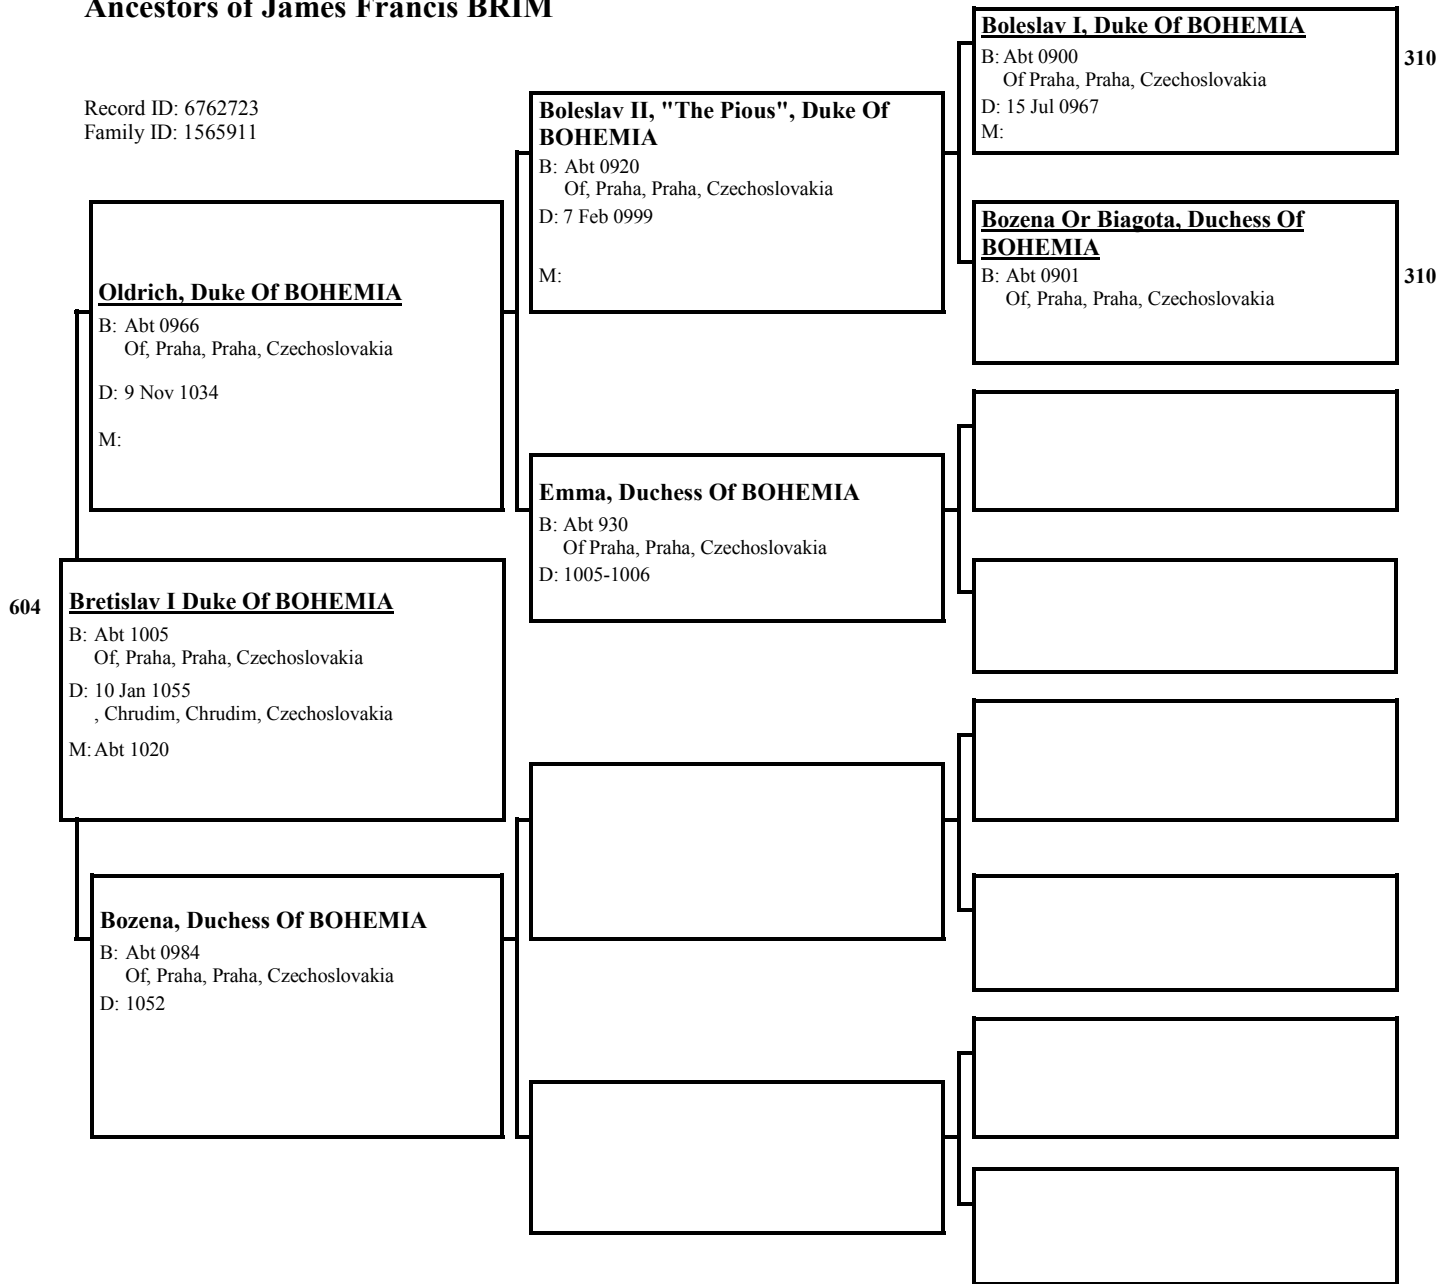 Ancestors of James Francis BRIM
Record ID: 6762723
Family ID: 1565911
Boleslav I, Duke Of BOHEMIA
B: Abt 0900
Of Praha, Praha, Czechoslovakia
D: 15 Jul 0967
M:
310
Boleslav II, "The Pious", Duke Of
BOHEMIA
B: Abt 0920
Of, Praha, Praha, Czechoslovakia
D: 7 Feb 0999
M:
Bozena Or Biagota, Duchess Of
BOHEMIA
B: Abt 0901
Of, Praha, Praha, Czechoslovakia
310
Oldrich, Duke Of BOHEMIA
B: Abt 0966
Of, Praha, Praha, Czechoslovakia
D: 9 Nov 1034
M:
Emma, Duchess Of BOHEMIA
B: Abt 930
Of Praha, Praha, Czechoslovakia
D: 1005-1006
604
Bretislav I Duke Of BOHEMIA
B: Abt 1005
Of, Praha, Praha, Czechoslovakia
D: 10 Jan 1055
, Chrudim, Chrudim, Czechoslovakia
M: Abt 1020
Bozena, Duchess Of BOHEMIA
B: Abt 0984
Of, Praha, Praha, Czechoslovakia
D: 1052